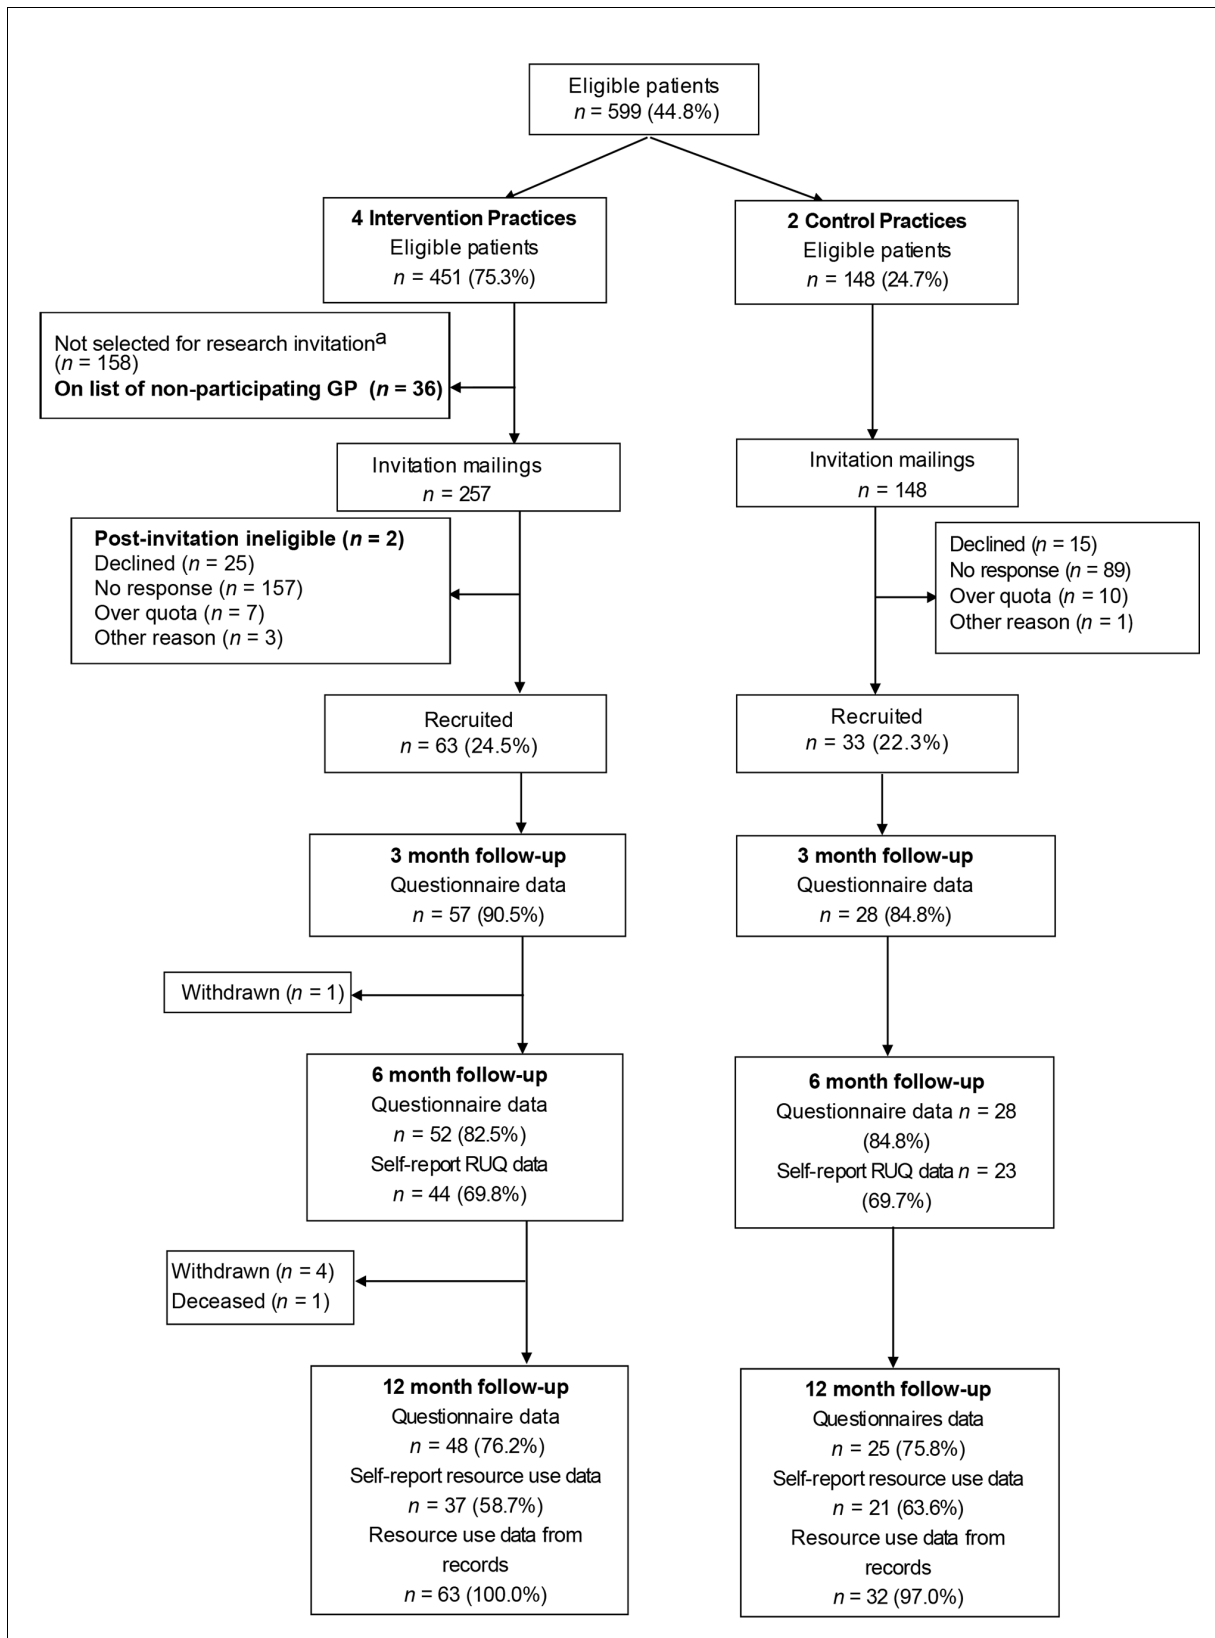 Eligible patients
n = 599 (44.8%)
4 Intervention Practices
Eligible patients
n = 451 (75.3%)
2 Control Practices
Eligible patients
n = 148 (24.7%)
Not selected for research invitationa
(n = 158)
On list of non-participating GP (n = 36)
Invitation mailings
n = 257
Invitation mailings
n = 148
Post-invitation ineligible (n = 2)
Declined (n = 25)
No response (n = 157)
Over quota (n = 7)
Other reason (n = 3)
Declined (n = 15)
No response (n = 89)
Over quota (n = 10)
Other reason (n = 1)
Recruited
n = 63 (24.5%)
Recruited
n = 33 (22.3%)
3 month follow-up
Questionnaire data
n = 57 (90.5%)
3 month follow-up
Questionnaire data
n = 28 (84.8%)
Withdrawn (n = 1)
6 month follow-up
Questionnaire data
n = 52 (82.5%)
Self-report RUQ data
n = 44 (69.8%)
6 month follow-up
Questionnaire data n = 28
(84.8%)
Self-report RUQ data n = 23
(69.7%)
Withdrawn (n = 4)
Deceased (n = 1)
12 month follow-up
Questionnaire data
n = 48 (76.2%)
Self-report resource use data
n = 37 (58.7%)
Resource use data from
records
n = 63 (100.0%)
12 month follow-up
Questionnaires data
n = 25 (75.8%)
Self-report resource use data
n = 21 (63.6%)
Resource use data from
records
n = 32 (97.0%)